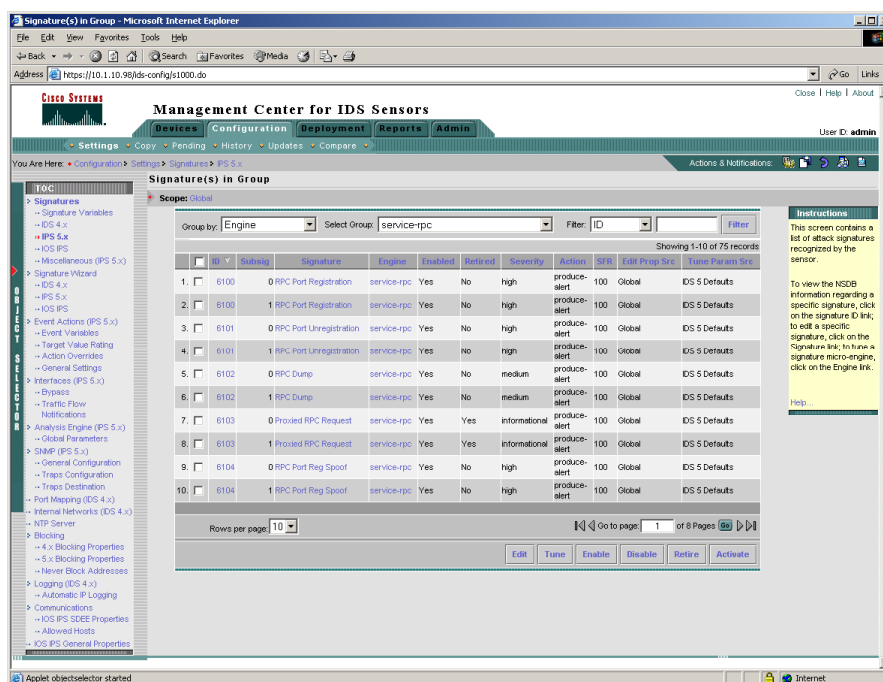 Signature(s) in Group - Microsoft Internet Explorer
File Edit View Favorites Tools Help
Back Search Favorites Media
Address https://10.1.10.98/ids-config/s1000.do Go Links
CISCO SYSTEMS
Close | Help | About
Management Center for IDS Sensors
Devices Configuration Deployment Reports Admin
User ID: admin
Settings Copy Pending History Updates Compare
You Are Here: Configuration > Settings > Signatures > IPS 5.x
Actions & Notifications:
TOC
Signatures
Signature Variables
IDS 4.x
IPS 5.x
IOS IPS
Miscellaneous (IPS 5.x)
Signature Wizard
IDS 4.x
IPS 5.x
IOS IPS
Event Actions (IPS 5.x)
Event Variables
Target Value Rating
Action Overrides
General Settings
Interfaces (IPS 5.x)
Bypass
Traffic Flow
Notifications
Analysis Engine (IPS 5.x)
Global Parameters
SNMP (IPS 5.x)
General Configuration
Traps Configuration
Traps Destination
Port Mapping (IDS 4.x)
Internal Networks (IDS 4.x)
NTP Server
Blocking
4.x Blocking Properties
5.x Blocking Properties
Never Block Addresses
Logging (IDS 4.x)
Automatic IP Logging
Communications
IOS IPS SDEE Properties
Allowed Hosts
IOS IPS General Properties
OBJECT SELECTOR
Signature(s) in Group
Scope: Global
Group by: Engine Select Group: service-rpc Filter: ID Filter
Showing 1-10 of 75 records
ID Subsig Signature Engine Enabled Retired Severity Action SFR Edit Prop Src Tune Param Src
1. 6100 0 RPC Port Registration service-rpc Yes No high produce-alert 100 Global IDS 5 Defaults
2. 6100 1 RPC Port Registration service-rpc Yes No high produce-alert 100 Global IDS 5 Defaults
3. 6101 0 RPC Port Unregistration service-rpc Yes No high produce-alert 100 Global IDS 5 Defaults
4. 6101 1 RPC Port Unregistration service-rpc Yes No high produce-alert 100 Global IDS 5 Defaults
5. 6102 0 RPC Dump service-rpc Yes No medium produce-alert 100 Global IDS 5 Defaults
6. 6102 1 RPC Dump service-rpc Yes No medium produce-alert 100 Global IDS 5 Defaults
7. 6103 0 Proxied RPC Request service-rpc Yes Yes informational produce-alert 100 Global IDS 5 Defaults
8. 6103 1 Proxied RPC Request service-rpc Yes Yes informational produce-alert 100 Global IDS 5 Defaults
9. 6104 0 RPC Port Reg Spoof service-rpc Yes No high produce-alert 100 Global IDS 5 Defaults
10. 6104 1 RPC Port Reg Spoof service-rpc Yes No high produce-alert 100 Global IDS 5 Defaults
Rows per page: 10 Go to page: 1 of 8 Pages Go
Edit Tune Enable Disable Retire Activate
Instructions
This screen contains a
list of attack signatures
recognized by the
sensor.
To view the NSDB
information regarding a
specific signature, click
on the signature ID link;
to edit a specific
signature, click on the
Signature link; to tune a
signature micro-engine,
click on the Engine link.
Help...
Applet objectselector started Internet